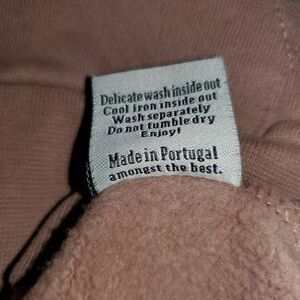 Delicate wash inside out
Cool iron inside out
Wash separately
Do not tumble dry
Enjoy!
Made in Portugal
amongst the best.